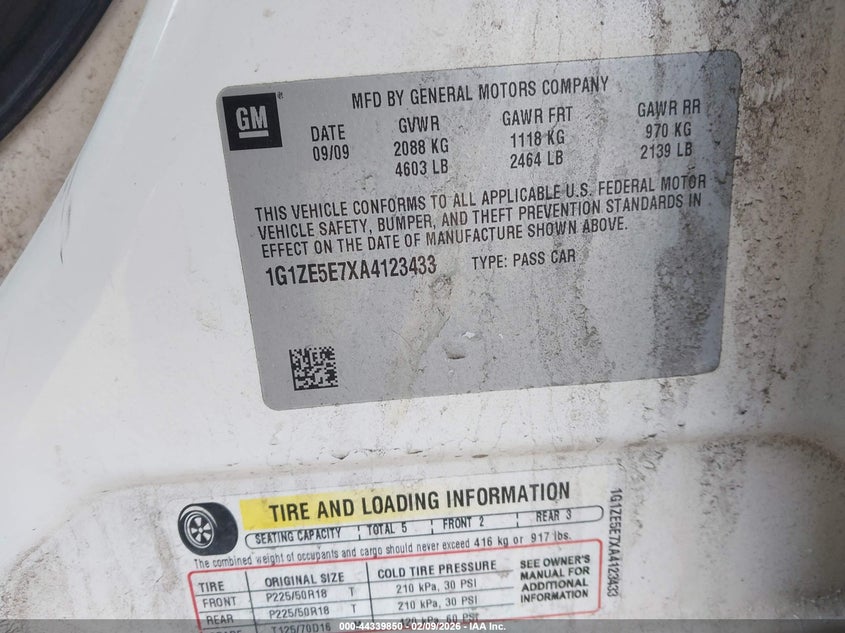 GM
MFD BY GENERAL MOTORS COMPANY
DATE GVWR GAWR FRT GAWR RR
09/09 2088 KG 1118 KG 970 KG
4603 LB 2464 LB 2139 LB
THIS VEHICLE CONFORMS TO ALL APPLICABLE U.S. FEDERAL MOTOR
VEHICLE SAFETY, BUMPER, AND THEFT PREVENTION STANDARDS IN
EFFECT ON THE DATE OF MANUFACTURE SHOWN ABOVE.
1G1ZE5E7XA4123433 TYPE: PASS CAR
TIRE AND LOADING INFORMATION
SEATING CAPACITY TOTAL 5 FRONT 2 REAR 3
The combined weight of occupants and cargo should never exceed 416 kg or 917 lbs.
TIRE ORIGINAL SIZE COLD TIRE PRESSURE
FRONT P225/50R18 T 210 kPa, 30 PSI
REAR P225/50R18 T 210 kPa, 30 PSI
T125/70D16
SEE OWNER'S
MANUAL FOR
ADDITIONAL
INFORMATION
1G1ZE5E7XA4123433
000-44339850 - 02/09/2026 - IAA Inc.